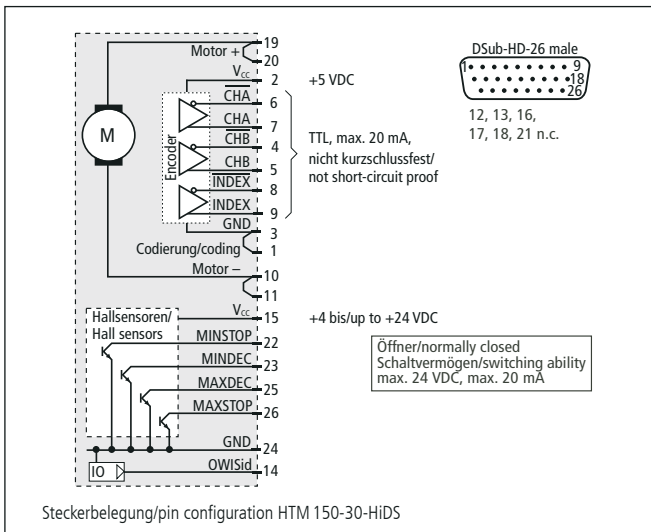 Motor + 19
20
Vcc 2 +5 VDC
CHA 6
CHA 7
CHB 4
CHB 5
INDEX 8
INDEX 9
GND 3
Codierung/coding 1
Motor – 10
11
M
Encoder
TTL, max. 20 mA,
nicht kurzschlussfest/
not short-circuit proof
DSub-HD-26 male
1 9
18
26
12, 13, 16,
17, 18, 21 n.c.
Hallsensoren/
Hall sensors
Vcc 15 +4 bis/up to +24 VDC
MINSTOP 22
MINDEC 23
MAXDEC 25
MAXSTOP 26
GND 24
IO OWISid 14
Öffner/normally closed
Schaltvermögen/switching ability
max. 24 VDC, max. 20 mA
Steckerbelegung/pin configuration HTM 150-30-HiDS